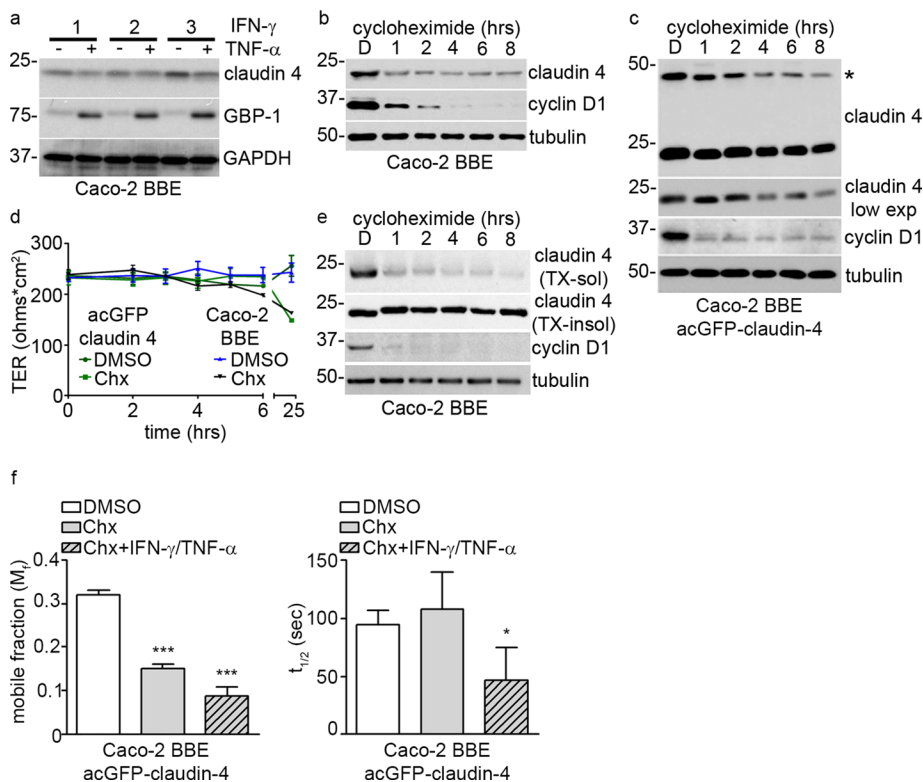 a
1 2 3 IFN-γ
- + - + - + TNF-α
25-
claudin 4
75-
GBP-1
37-
GAPDH
Caco-2 BBE
b
cycloheximide (hrs)
D 1 2 4 6 8
25-
claudin 4
37-
cyclin D1
50-
tubulin
Caco-2 BBE
c
cycloheximide (hrs)
D 1 2 4 6 8
50-
*
claudin 4
25-
25-
claudin 4
low exp
37-
cyclin D1
50-
tubulin
Caco-2 BBE
acGFP-claudin-4
d
TER (ohms*cm2)
300
200
100
0
acGFP
claudin 4
DMSO
Chx
Caco-2
BBE
DMSO
Chx
0 2 4 6 25
time (hrs)
e
cycloheximide (hrs)
D 1 2 4 6 8
25-
claudin 4
(TX-sol)
25-
claudin 4
(TX-insol)
37-
cyclin D1
50-
tubulin
Caco-2 BBE
f
DMSO
Chx
Chx+IFN-γ/TNF-α
mobile fraction (Mf)
0.4
0.3
0.2
0.1
0
***
***
Caco-2 BBE
acGFP-claudin-4
DMSO
Chx
Chx+IFN-γ/TNF-α
t1/2 (sec)
150
100
50
0
*
Caco-2 BBE
acGFP-claudin-4